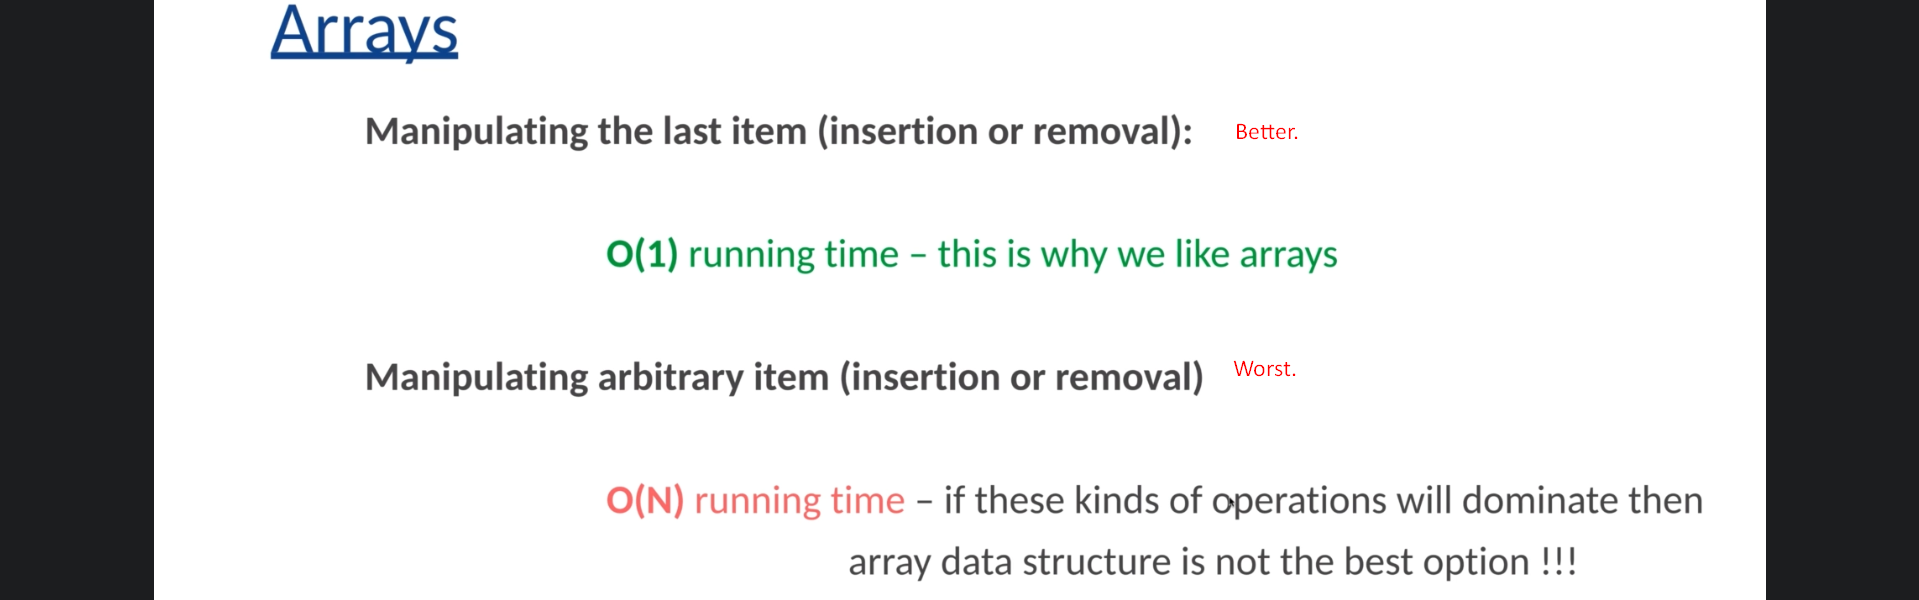 Arrays
Manipulating the last item (insertion or removal): Better.
O(1) running time – this is why we like arrays
Manipulating arbitrary item (insertion or removal) Worst.
O(N) running time – if these kinds of operations will dominate then
array data structure is not the best option !!!